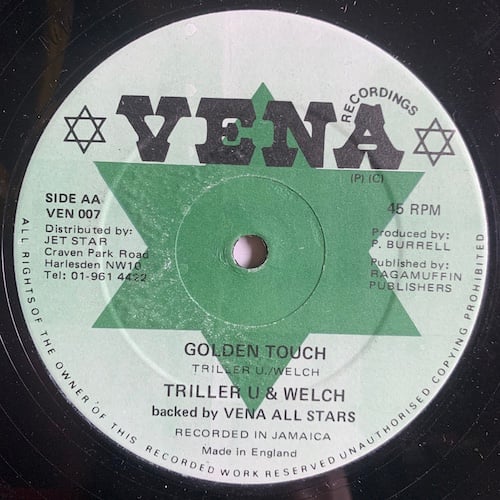 VENA
RECORDINGS
(P) (C)
SIDE AA
VEN 007
Distributed by:
JET STAR
Craven Park Road
Harlesden NW10
Tel: 01-961 4422
45 RPM
Produced by:
P. BURRELL
Published by:
RAGAMUFFIN
PUBLISHERS
GOLDEN TOUCH
TRILLER U./WELCH
TRILLER U & WELCH
backed by VENA ALL STARS
RECORDED IN JAMAICA
Made in England
ALL RIGHTS OF THE OWNER OF THIS RECORDED WORK RESERVED UNAUTHORISED COPYING PROHIBITED